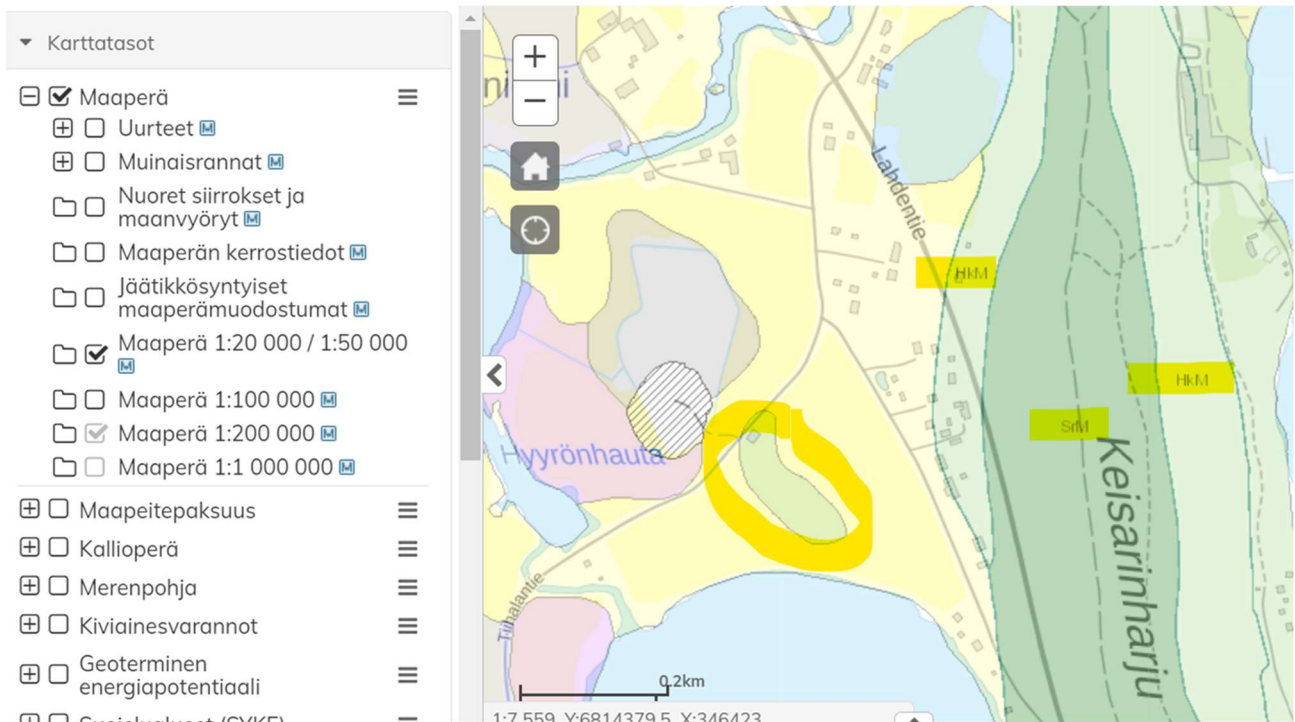 Karttatasot
Maaperä
Uurteet M
Muinaisrannat M
Nuoret siirrokset ja
maanvyöryt M
Maaperän kerrostiedot M
Jäätikkösyntyiset
maaperämuodostumat M
Maaperä 1:20 000 / 1:50 000
M
Maaperä 1:100 000 M
Maaperä 1:200 000 M
Maaperä 1:1 000 000 M
Maapeitepaksuus
Kallioperä
Merenpohja
Kiviainesvarannot
Geoterminen
energiapotentiaali
Suojelualueet (SYKE)
+
−
Lahdentie
HkM
HkM
SrM
Keisarinharju
Hyyrönhauta
0.2km
1:7 559 Y:6814379.5 X:346423